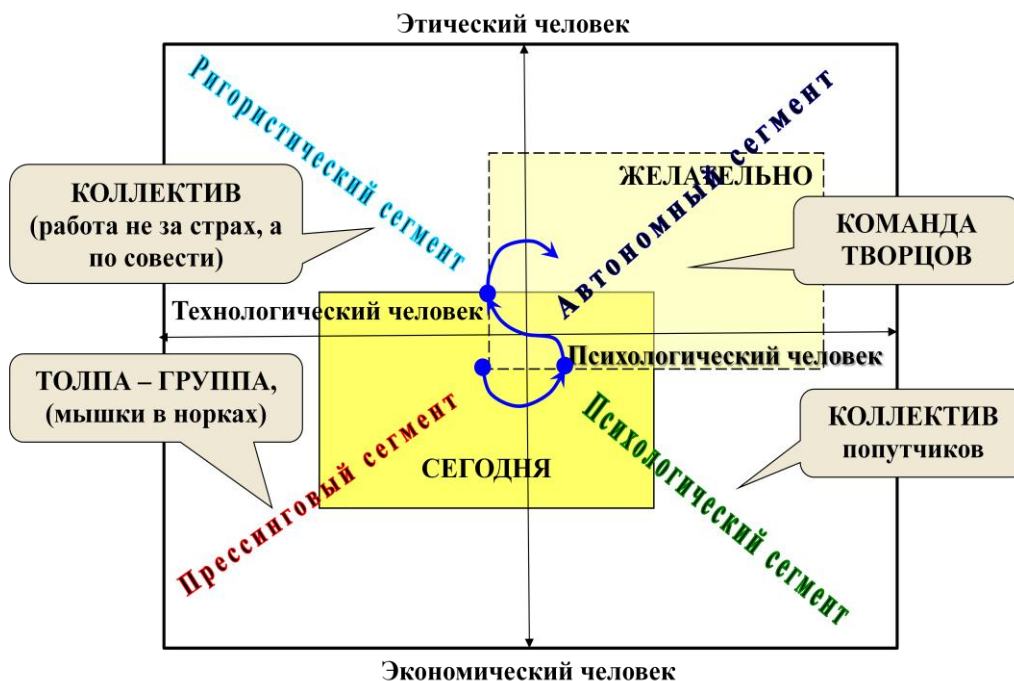 Этический человек
Ригористический сегмент
Автономный сегмент
ЖЕЛАТЕЛЬНО
КОЛЛЕКТИВ
(работа не за страх, а
по совести)
КОМАНДА
ТВОРЦОВ
Технологический человек
Психологический человек
ТОЛПА – ГРУППА,
(мышки в норках)
КОЛЛЕКТИВ
попутчиков
СЕГОДНЯ
Прессинговый сегмент
Психологический сегмент
Экономический человек